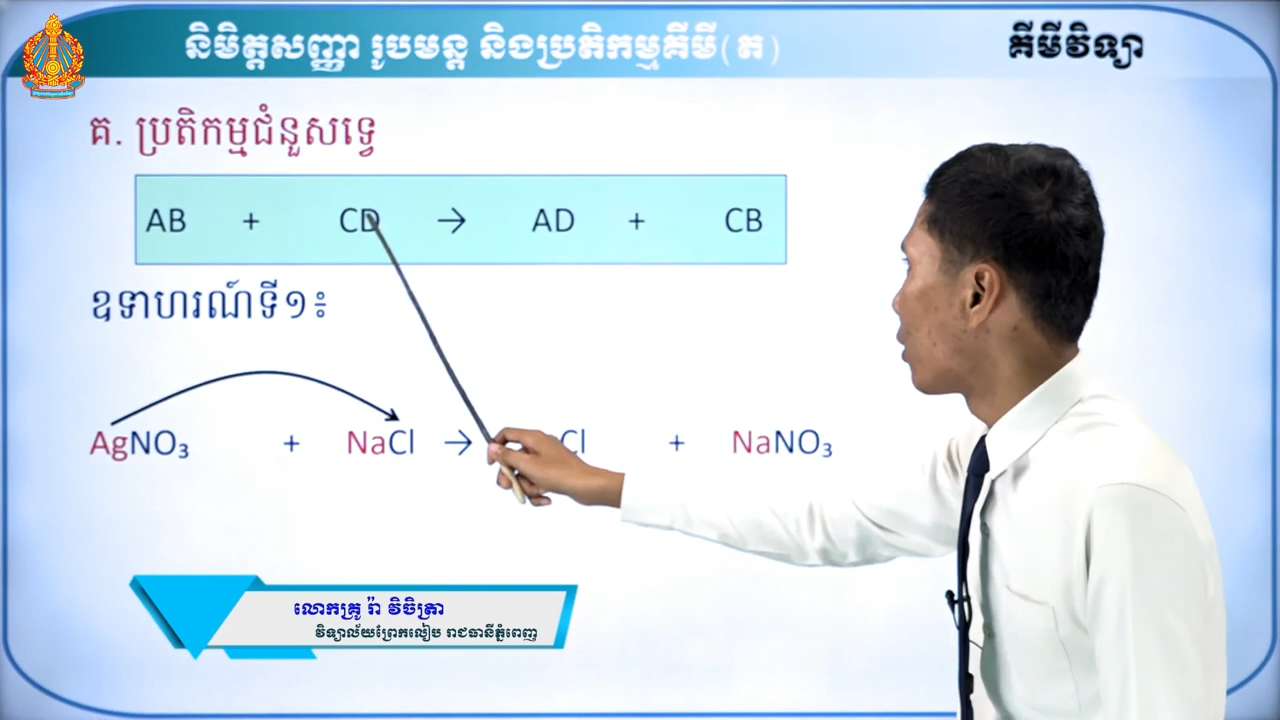 និមិត្តសញ្ញា រូបមន្ត និងប្រតិកម្មគីមី(ត)
គីមីវិទ្យា
គ. ប្រតិកម្មជំនួសទ្វេ
AB + CD → AD + CB
ឧទាហរណ៍ទី១៖
AgNO₃ + NaCl → Cl + NaNO₃
លោកគ្រូ រ៉ា វិចិត្រា
វិទ្យាល័យព្រែកលៀប រាជធានីភ្នំពេញ